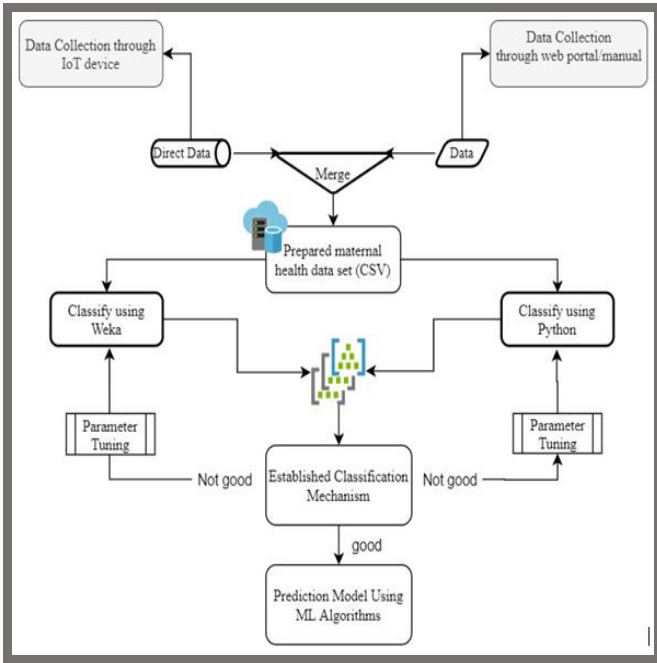 Data Collection through
IoT device
Data Collection
through web portal/manual
Direct Data
Data
Merge
Prepared maternal
health data set (CSV)
Classify using
Weka
Classify using
Python
Parameter
Tuning
Parameter
Tuning
Not good
Established Classification
Mechanism
Not good
good
Prediction Model Using
ML Algorithms